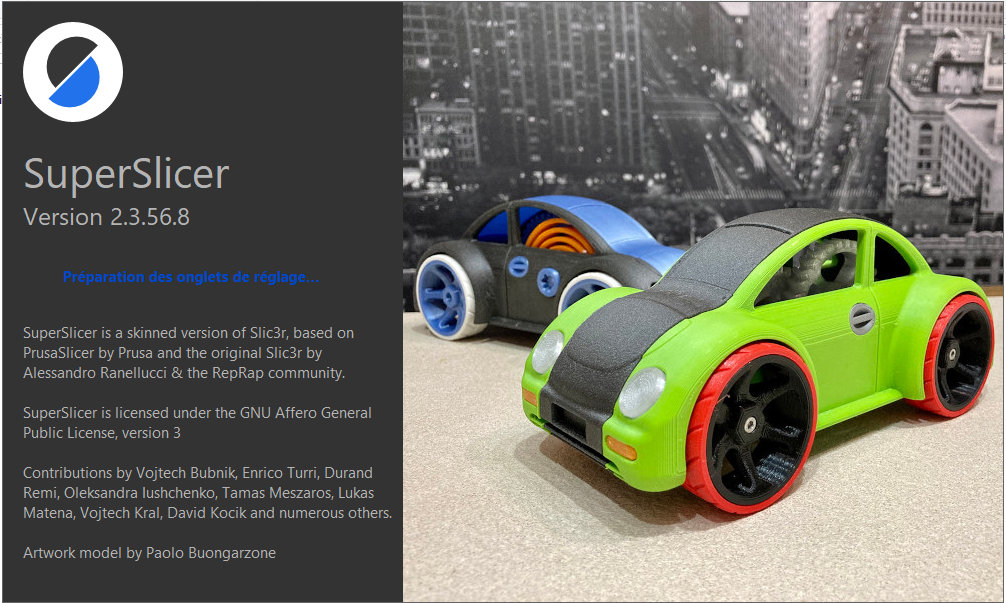 SuperSlicer
Version 2.3.56.8
Préparation des onglets de réglage...
SuperSlicer is a skinned version of Slic3r, based on
PrusaSlicer by Prusa and the original Slic3r by
Alessandro Ranellucci & the RepRap community.
SuperSlicer is licensed under the GNU Affero General
Public License, version 3
Contributions by Vojtech Bubnik, Enrico Turri, Durand
Remi, Oleksandra Iushchenko, Tamas Meszaros, Lukas
Matena, Vojtech Kral, David Kocik and numerous others.
Artwork model by Paolo Buongarzone